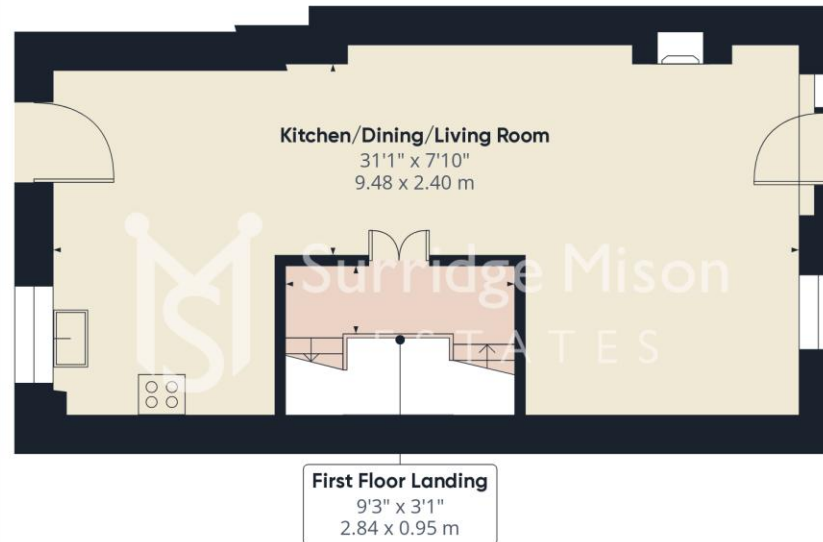 Kitchen/Dining/Living Room
31'1" x 7'10"
9.48 x 2.40 m
Surridge Mison
ESTATES
First Floor Landing
9'3" x 3'1"
2.84 x 0.95 m